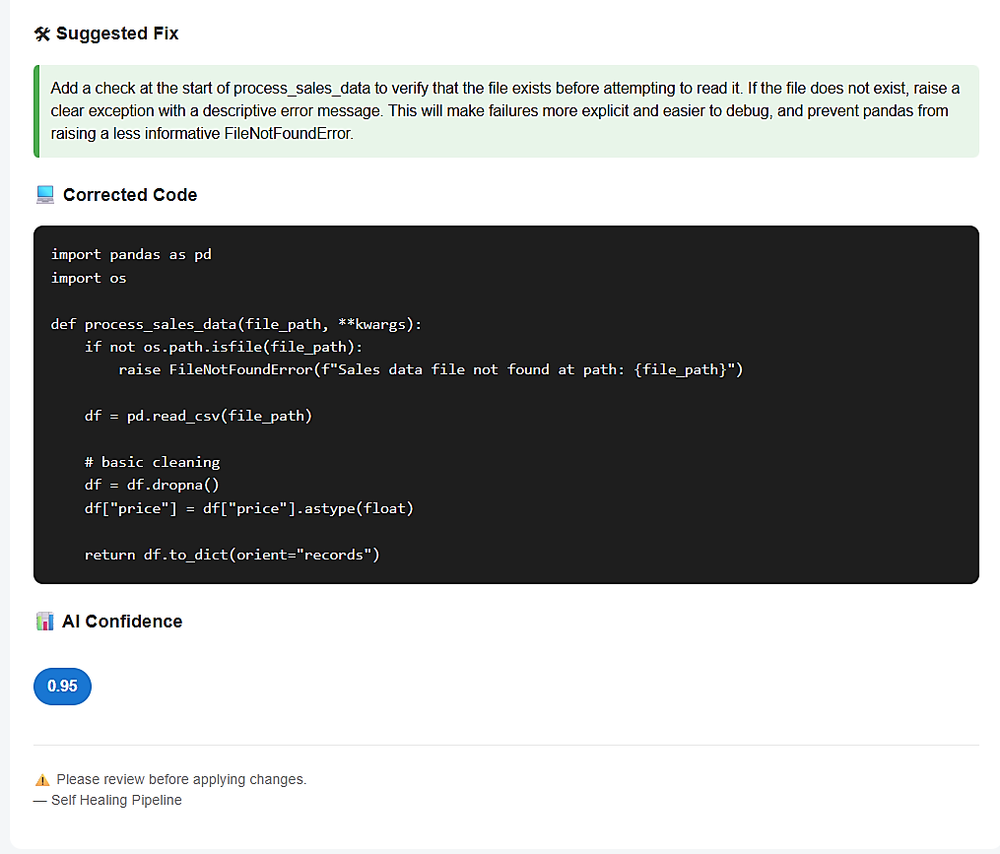 🛠 Suggested Fix
Add a check at the start of process_sales_data to verify that the file exists before attempting to read it. If the file does not exist, raise a
clear exception with a descriptive error message. This will make failures more explicit and easier to debug, and prevent pandas from
raising a less informative FileNotFoundError.
💻 Corrected Code
import pandas as pd
import os
def process_sales_data(file_path, **kwargs):
    if not os.path.isfile(file_path):
        raise FileNotFoundError(f"Sales data file not found at path: {file_path}")
    df = pd.read_csv(file_path)
    # basic cleaning
    df = df.dropna()
    df["price"] = df["price"].astype(float)
    return df.to_dict(orient="records")
📊 AI Confidence
0.95
⚠️ Please review before applying changes.
— Self Healing Pipeline